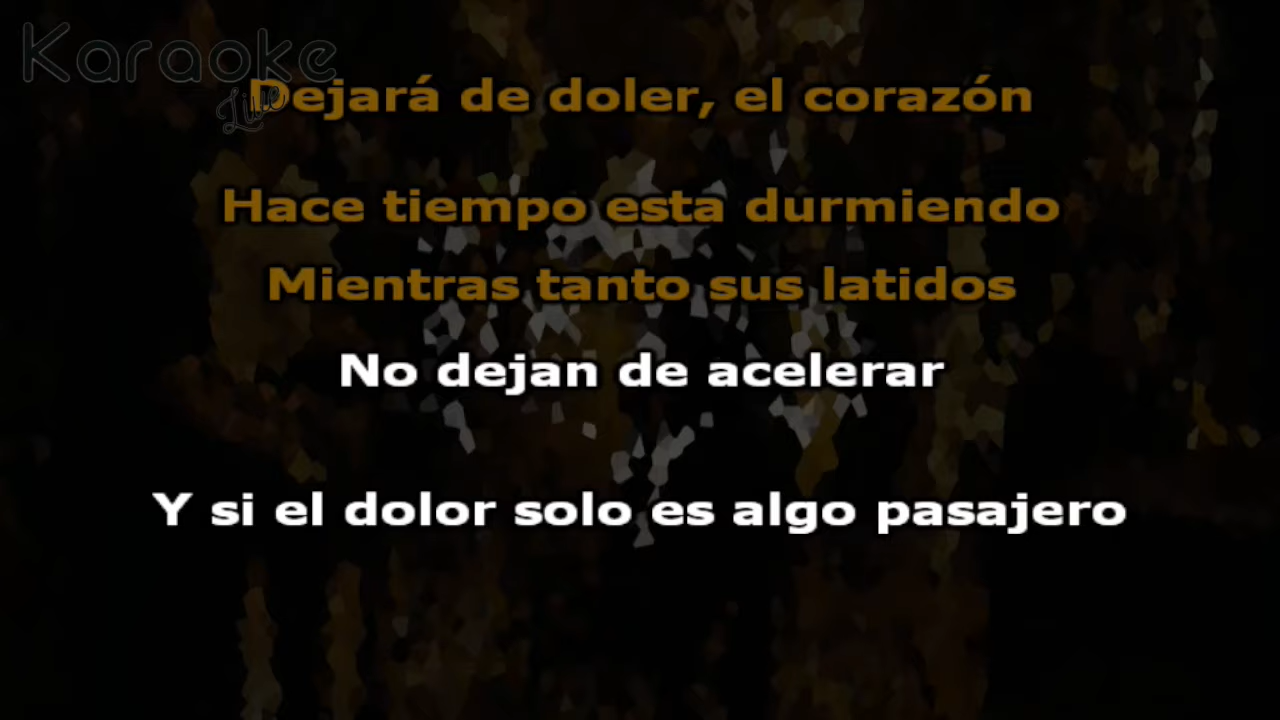 Karaoke
Live
Dejará de doler, el corazón
Hace tiempo esta durmiendo
Mientras tanto sus latidos
No dejan de acelerar
Y si el dolor solo es algo pasajero